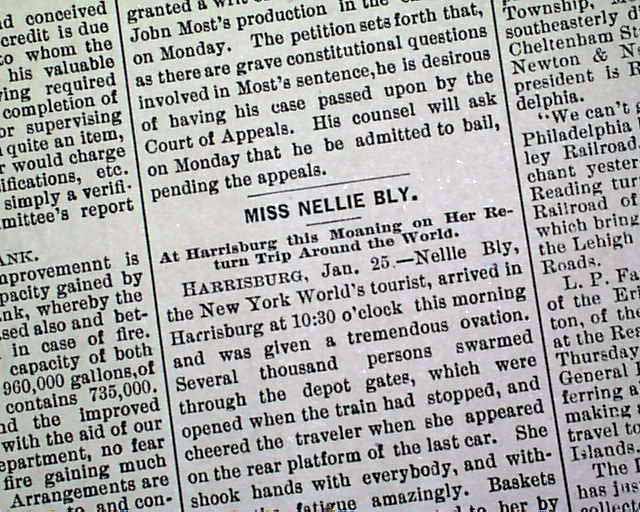 conceived
credit is due
to whom the
his valuable
required
completion of
or supervising
quite an item,
would charge
etc.
simply a verifi-
mittee's report
ANK.
is
pacity gained by
nk, whereby the
sed also and bet-
in case of fire.
capacity of both
960,000 gallons, of
contains 735,000.
nd the improved
with the aid of our
epartment, no fear
fire gaining much
Arrangements are
to and con-
granted a
John Most's production in the
on Monday. The petition sets forth that,
as there are grave constitutional questions
involved in Most's sentence, he is desirous
of having his case passed upon by the
Court of Appeals. His counsel will ask
on Monday that he be admitted to bail,
pending the appeals.
MISS NELLIE BLY.
At Harrisburg this Moaning on Her Re-
turn Trip Around the World.
HARRISBURG, Jan. 25.—Nellle Bly,
the New York World's tourist, arrived in
Harrisburg at 10:30 o'clock this morning
and was given a tremendous ovation.
Several thousand persons swarmed
through the depot gates, which were
opened when the train had stopped, and
cheered the traveler when she appeared
on the rear platform of the last car. She
shook hands with everybody, and with-
fatigue amazingly. Baskets
to her by
Township,
southeasterly
Cheltenham
Newton & N
president is R
delphia.
"We can't
Philadelphia
ley Railroad.
chant yester
Reading
Railroad of
which bring
the Lehigh
Roads.
L. P. Fa
of the Eri
ton, of the
at the Re
Thursday
General
ferring a
making
travel to
Islands.
The
has jus